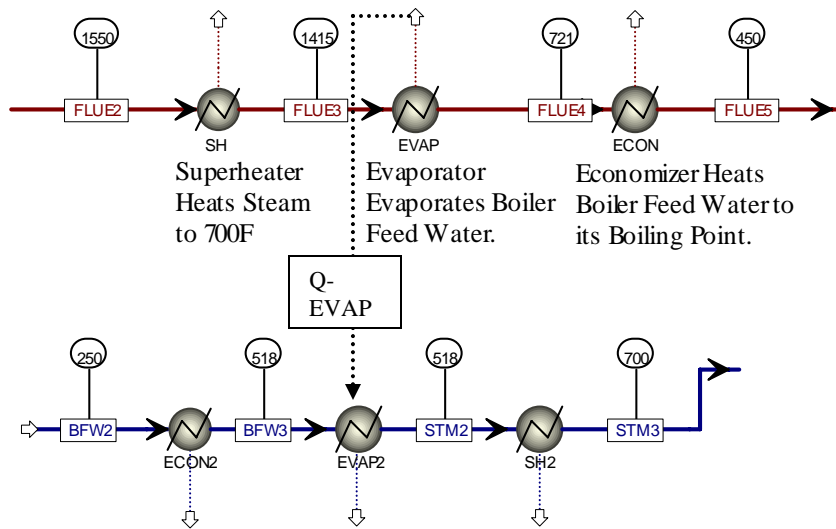 1550
1415
721
450
FLUE2
FLUE3
FLUE4
FLUE5
SH
EVAP
ECON
Superheater
Heats Steam
to 700F
Evaporator
Evaporates Boiler
Feed Water.
Economizer Heats
Boiler Feed Water to
its Boiling Point.
Q-
EVAP
250
518
518
700
BFW2
BFW3
STM2
STM3
ECON2
EVAP2
SH2